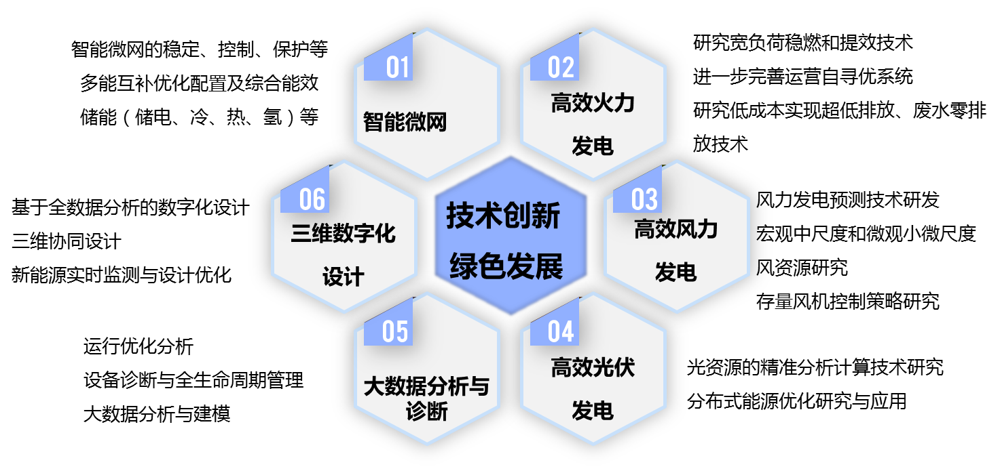 智能微网的稳定、控制、保护等
多能互补优化配置及综合能效
储能（储电、冷、热、氢）等
01
智能微网
02
高效火力
发电
研究宽负荷稳燃和提效技术
进一步完善运营自寻优系统
研究低成本实现超低排放、废水零排
放技术
06
三维数字化
设计
基于全数据分析的数字化设计
三维协同设计
新能源实时监测与设计优化
技术创新
绿色发展
03
高效风力
发电
风力发电预测技术研发
宏观中尺度和微观小微尺度
风资源研究
存量风机控制策略研究
05
大数据分析与
诊断
运行优化分析
设备诊断与全生命周期管理
大数据分析与建模
04
高效光伏
发电
光资源的精准分析计算技术研究
分布式能源优化研究与应用